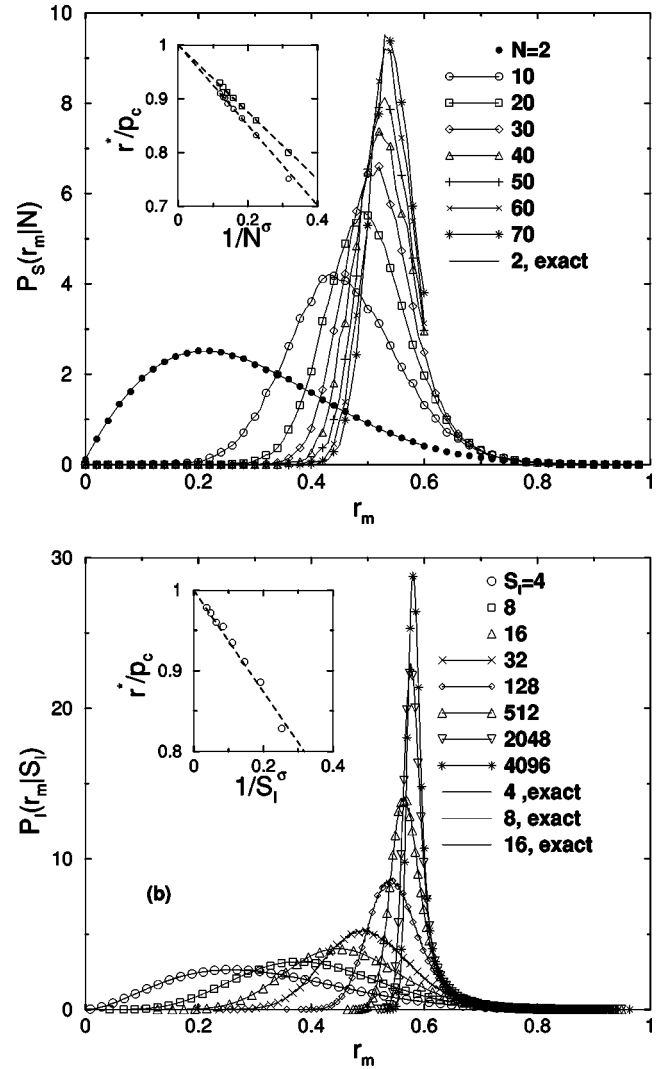 10
8
6
4
2
0
P_S(r_m|N)
0 0.2 0.4 0.6 0.8 1
r_m
1
0.9
0.8
0.7
r*/p_c
0 0.2 0.4
1/N^σ
N=2
10
20
30
40
50
60
70
2, exact
30
20
10
0
P_I(r_m|S_I)
0 0.2 0.4 0.6 0.8 1
r_m
1
0.9
0.8
r*/p_c
0 0.2 0.4
1/S_I^σ
(b)
S_I=4
8
16
32
128
512
2048
4096
4 ,exact
8, exact
16, exact